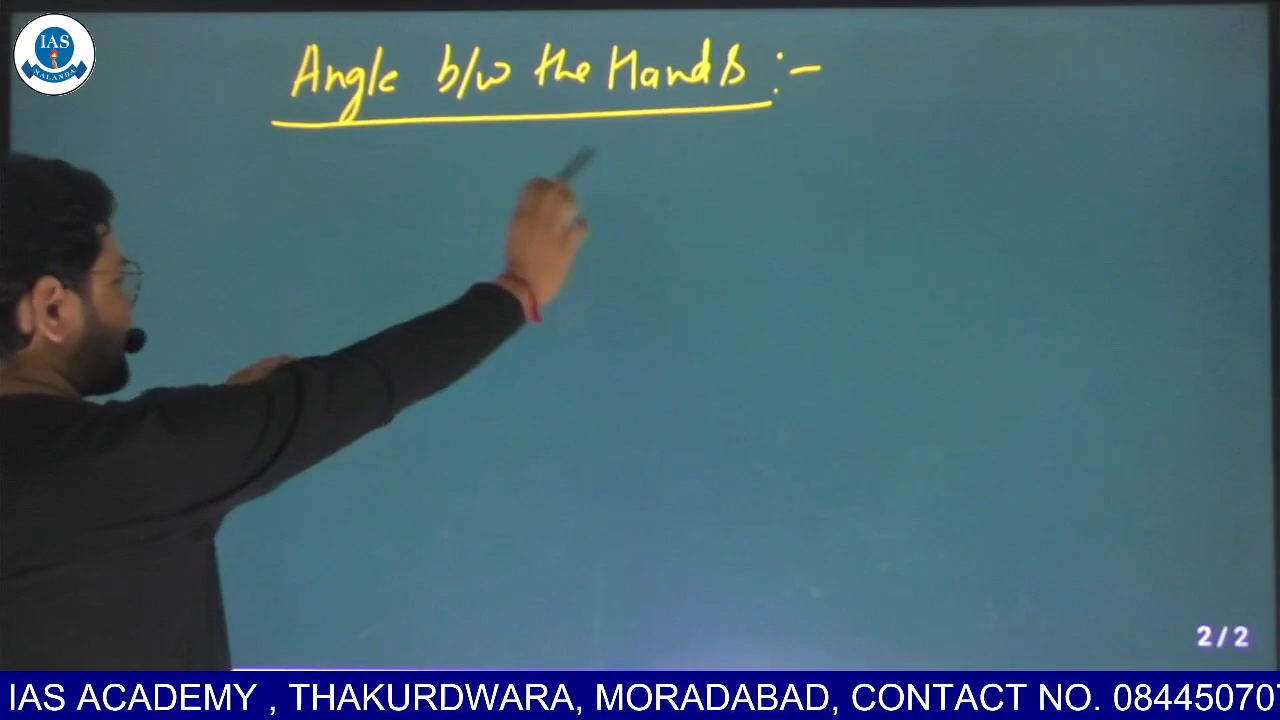 IAS
NALANDA
Angle b/w the Hands :-
2/2
IAS ACADEMY , THAKURDWARA, MORADABAD, CONTACT NO. 08445070